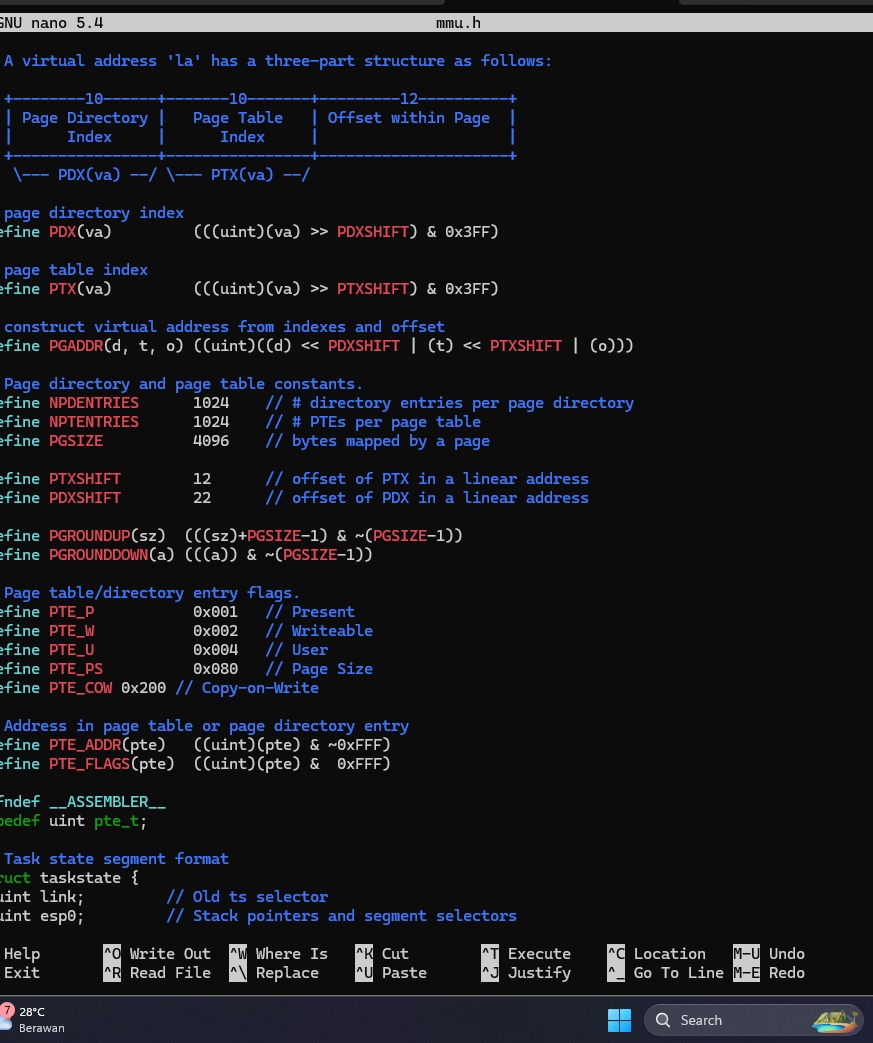 GNU nano 5.4 mmu.h
A virtual address 'la' has a three-part structure as follows:
+--------10------+-------10-------+---------12----------+
| Page Directory |   Page Table   | Offset within Page  |
|      Index     |      Index     |                     |
+----------------+----------------+---------------------+
\--- PDX(va) --/ \--- PTX(va) --/
page directory index
efine PDX(va)         (((uint)(va) >> PDXSHIFT) & 0x3FF)
page table index
efine PTX(va)         (((uint)(va) >> PTXSHIFT) & 0x3FF)
construct virtual address from indexes and offset
efine PGADDR(d, t, o) ((uint)((d) << PDXSHIFT | (t) << PTXSHIFT | (o)))
Page directory and page table constants.
efine NPDENTRIES      1024    // # directory entries per page directory
efine NPTENTRIES      1024    // # PTEs per page table
efine PGSIZE          4096    // bytes mapped by a page
efine PTXSHIFT        12      // offset of PTX in a linear address
efine PDXSHIFT        22      // offset of PDX in a linear address
efine PGROUNDUP(sz)  (((sz)+PGSIZE-1) & ~(PGSIZE-1))
efine PGROUNDDOWN(a) (((a)) & ~(PGSIZE-1))
Page table/directory entry flags.
efine PTE_P           0x001   // Present
efine PTE_W           0x002   // Writeable
efine PTE_U           0x004   // User
efine PTE_PS          0x080   // Page Size
efine PTE_COW 0x200 // Copy-on-Write
Address in page table or page directory entry
efine PTE_ADDR(pte)   ((uint)(pte) & ~0xFFF)
efine PTE_FLAGS(pte)  ((uint)(pte) &  0xFFF)
fndef __ASSEMBLER__
pedef uint pte_t;
Task state segment format
ruct taskstate {
uint link;         // Old ts selector
uint esp0;         // Stack pointers and segment selectors
Help ^O Write Out ^W Where Is ^K Cut ^T Execute ^C Location M-U Undo
Exit ^R Read File ^\ Replace ^U Paste ^J Justify ^_ Go To Line M-E Redo
7
28°C
Berawan
Search